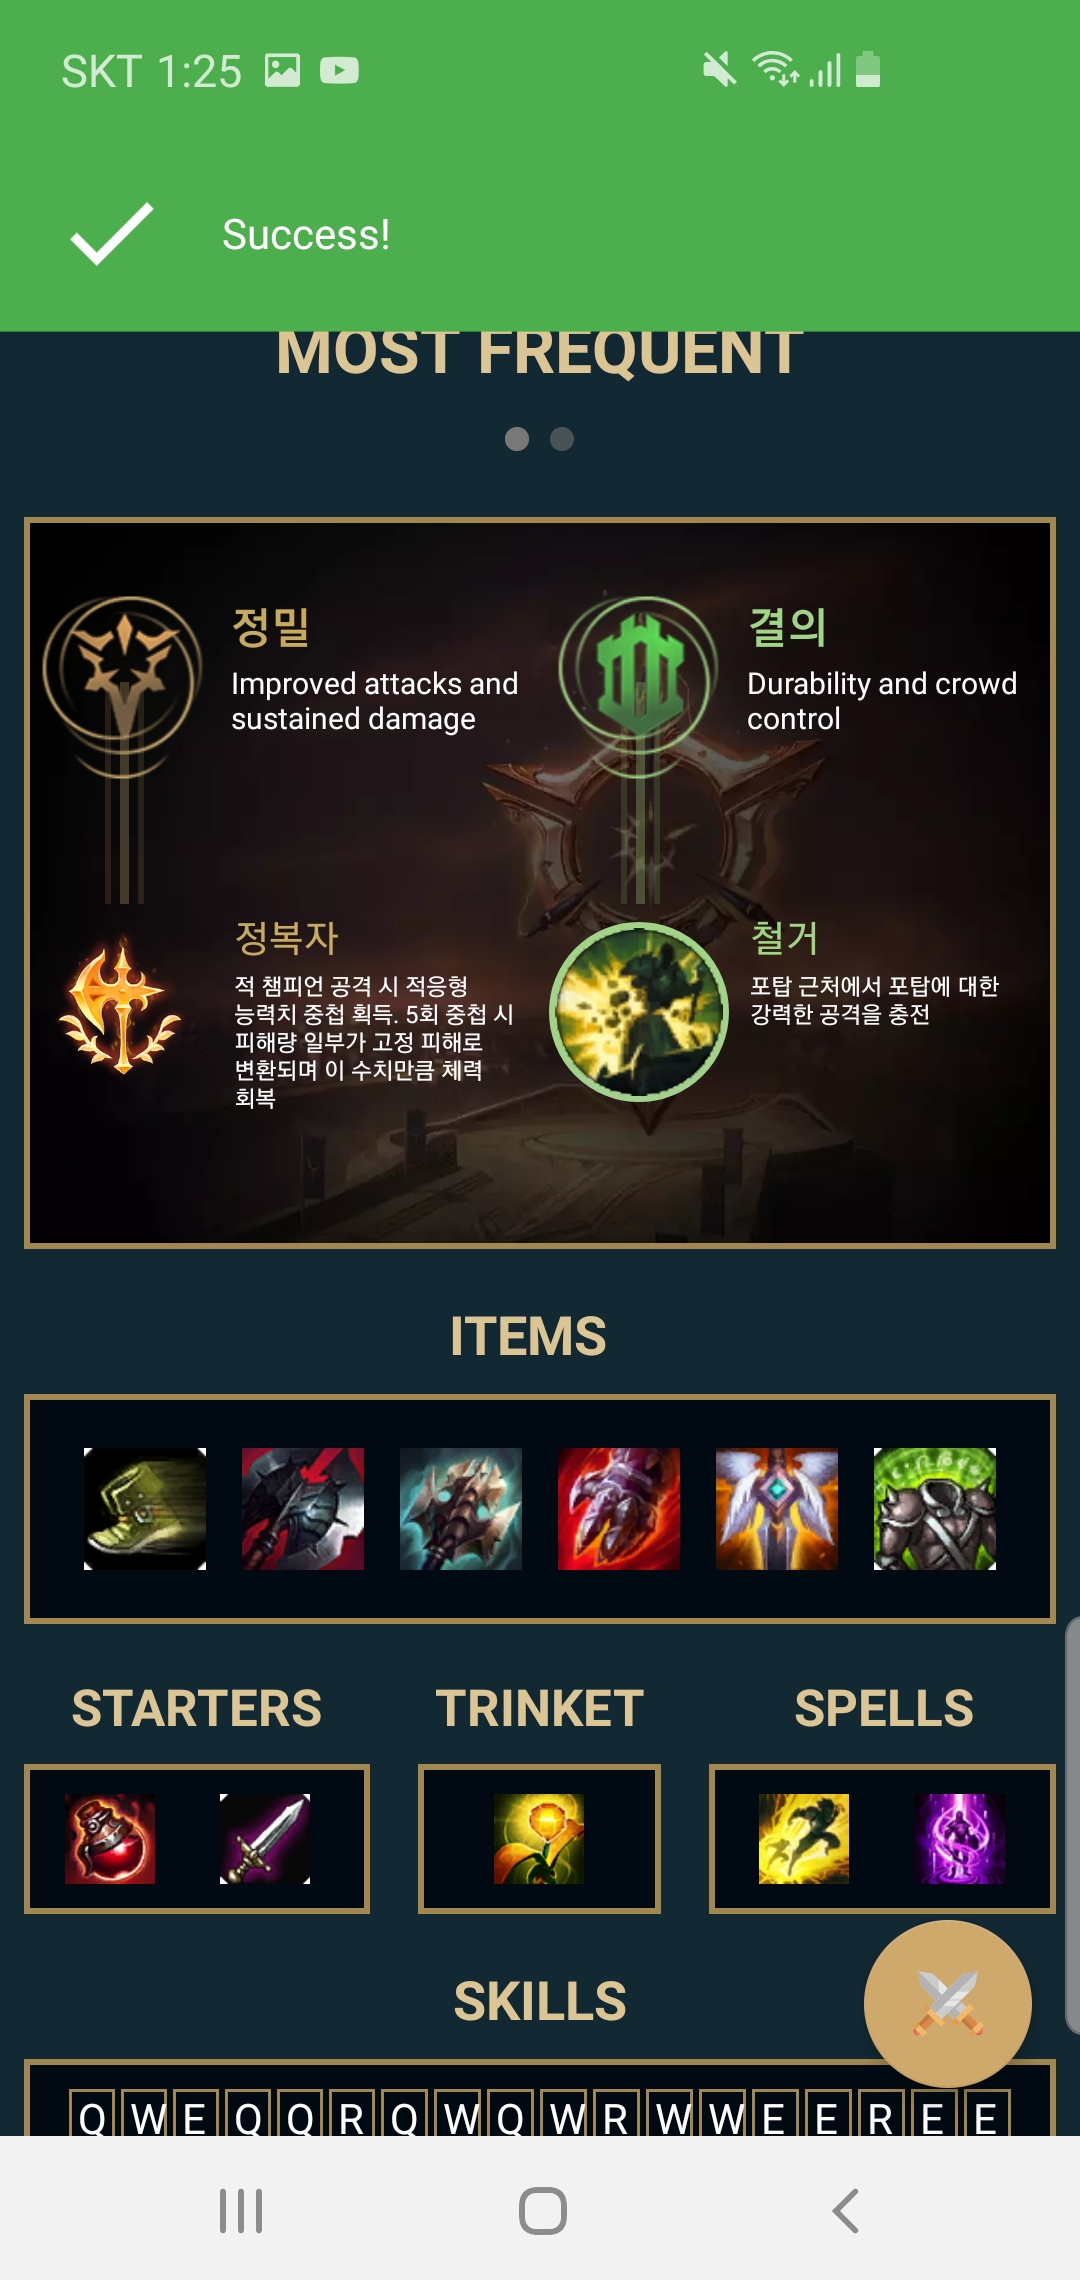 SKT 1:25
Success!
MOST FREQUENT
정밀
Improved attacks and
sustained damage
결의
Durability and crowd
control
정복자
적 챔피언 공격 시 적응형
능력치 중첩 획득. 5회 중첩 시
피해량 일부가 고정 피해로
변환되며 이 수치만큼 체력
회복
철거
포탑 근처에서 포탑에 대한
강력한 공격을 충전
ITEMS
STARTERS TRINKET SPELLS
SKILLS
Q W E Q Q R Q W Q W R W W E E R E E